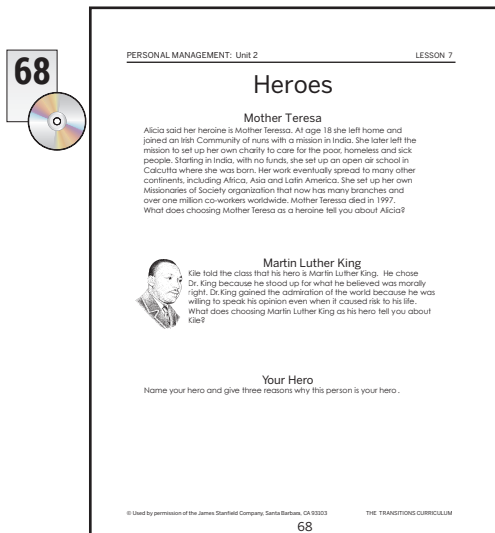 68
PERSONAL MANAGEMENT: Unit 2 LESSON 7
Heroes
Mother Teresa
Alicia said her heroine is Mother Teressa. At age 18 she left home and
joined an Irish Community of nuns with a mission in India. She later left the
mission to set up her own charity to care for the poor, homeless and sick
people. Starting in India, with no funds, she set up an open air school in
Calcutta where she was born. Her work eventually spread to many other
continents, including Africa, Asia and Latin America. She set up her own
Missionaries of Society organization that now has many branches and
over one million co-workers worldwide. Mother Teressa died in 1997.
What does choosing Mother Teresa as a heroine tell you about Alicia?
Martin Luther King
Kile told the class that his hero is Martin Luther King. He chose
Dr. King because he stood up for what he believed was morally
right. Dr.King gained the admiration of the world because he was
willing to speak his opinion even when it caused risk to his life.
What does choosing Martin Luther King as his hero tell you about
Kile?
Your Hero
Name your hero and give three reasons why this person is your hero.
© Used by permission of the James Stanfield Company, Santa Barbara, CA 93103 THE TRANSITIONS CURRICULUM
68